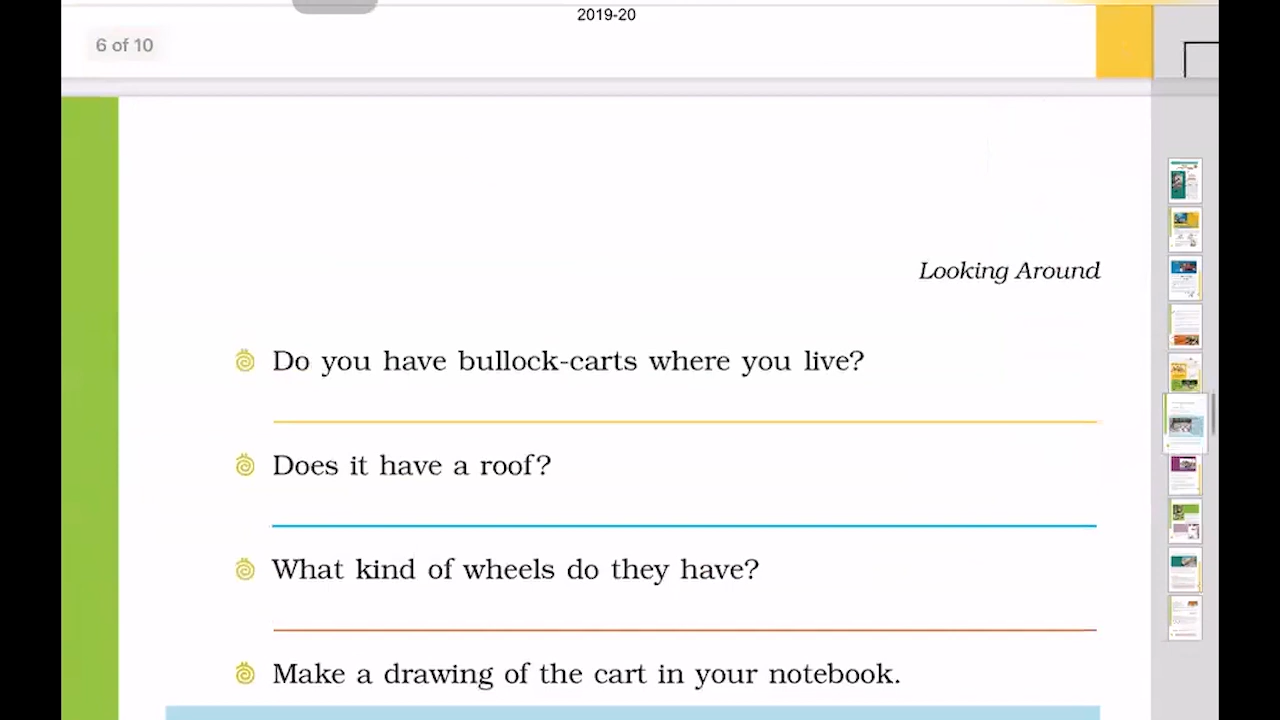 2019-20
6 of 10
Looking Around
Do you have bullock-carts where you live?
Does it have a roof?
What kind of wheels do they have?
Make a drawing of the cart in your notebook.